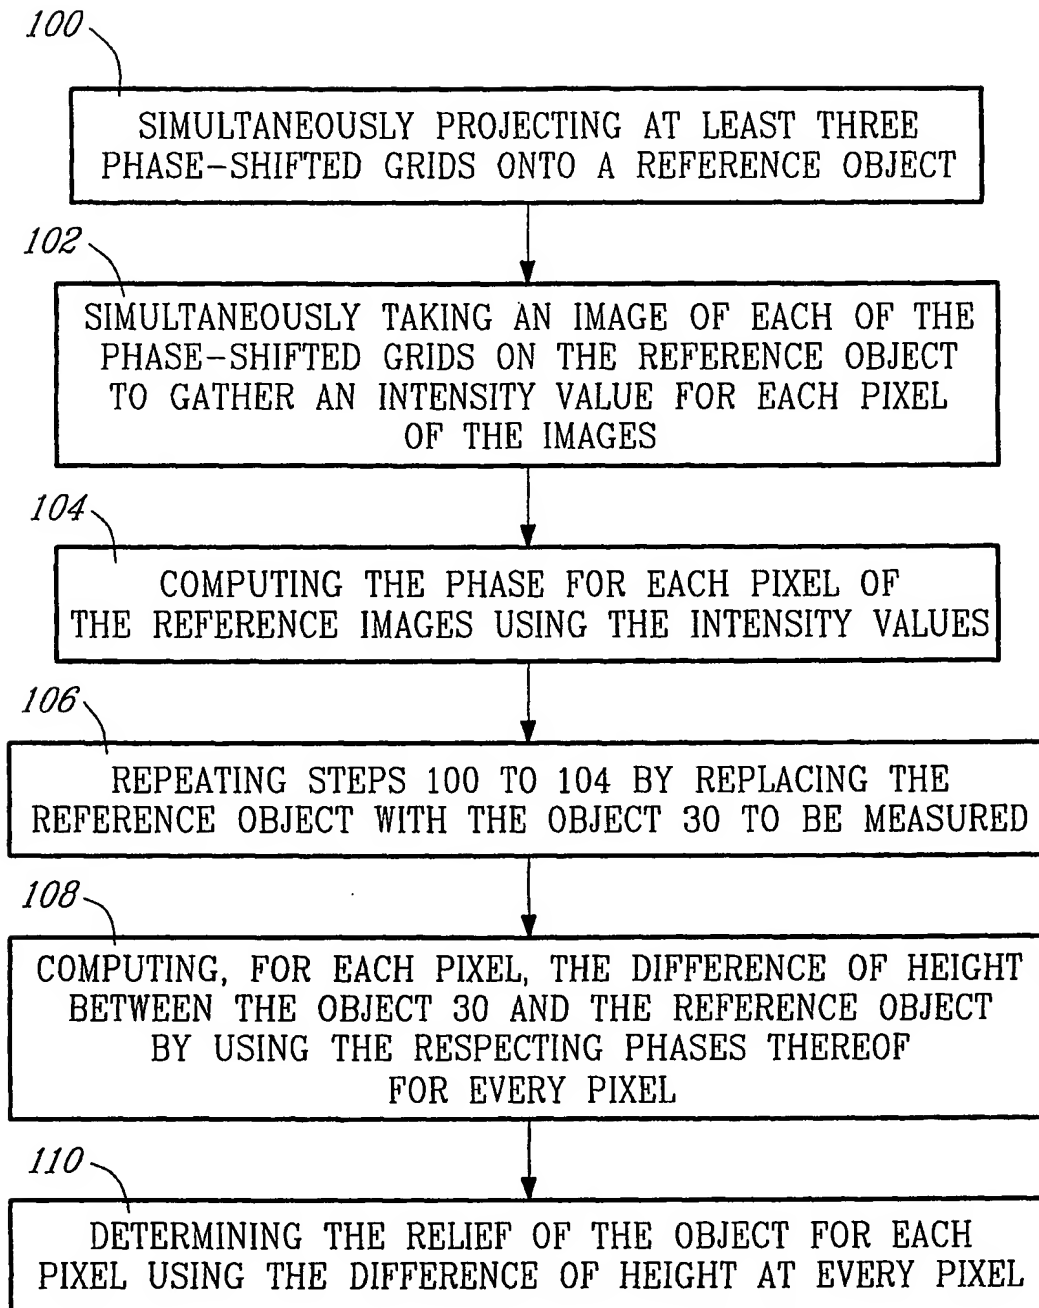 100
SIMULTANEOUSLY PROJECTING AT LEAST THREE
PHASE-SHIFTED GRIDS ONTO A REFERENCE OBJECT
102
SIMULTANEOUSLY TAKING AN IMAGE OF EACH OF THE
PHASE-SHIFTED GRIDS ON THE REFERENCE OBJECT
TO GATHER AN INTENSITY VALUE FOR EACH PIXEL
OF THE IMAGES
104
COMPUTING THE PHASE FOR EACH PIXEL OF
THE REFERENCE IMAGES USING THE INTENSITY VALUES
106
REPEATING STEPS 100 TO 104 BY REPLACING THE
REFERENCE OBJECT WITH THE OBJECT 30 TO BE MEASURED
108
COMPUTING, FOR EACH PIXEL, THE DIFFERENCE OF HEIGHT
BETWEEN THE OBJECT 30 AND THE REFERENCE OBJECT
BY USING THE RESPECTING PHASES THEREOF
FOR EVERY PIXEL
110
DETERMINING THE RELIEF OF THE OBJECT FOR EACH
PIXEL USING THE DIFFERENCE OF HEIGHT AT EVERY PIXEL